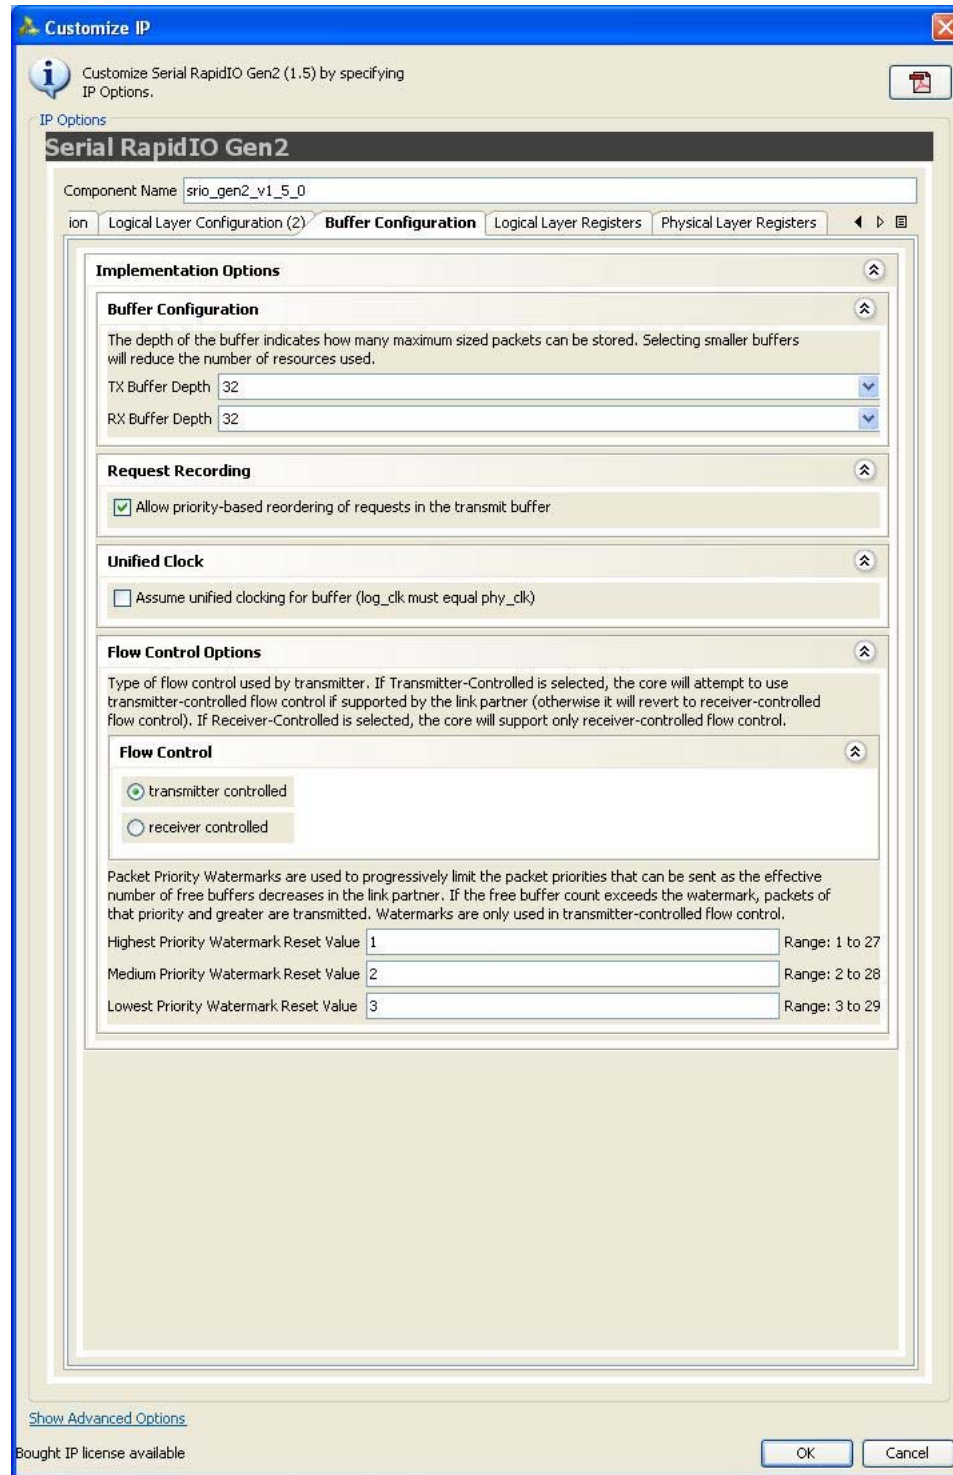 Customize IP
Customize Serial RapidIO Gen2 (1.5) by specifying
IP Options.
IP Options
Serial RapidIO Gen2
Component Name srio_gen2_v1_5_0
ion Logical Layer Configuration (2) Buffer Configuration Logical Layer Registers Physical Layer Registers
Implementation Options
Buffer Configuration
The depth of the buffer indicates how many maximum sized packets can be stored. Selecting smaller buffers
will reduce the number of resources used.
TX Buffer Depth 32
RX Buffer Depth 32
Request Recording
Allow priority-based reordering of requests in the transmit buffer
Unified Clock
Assume unified clocking for buffer (log_clk must equal phy_clk)
Flow Control Options
Type of flow control used by transmitter. If Transmitter-Controlled is selected, the core will attempt to use
transmitter-controlled flow control if supported by the link partner (otherwise it will revert to receiver-controlled
flow control). If Receiver-Controlled is selected, the core will support only receiver-controlled flow control.
Flow Control
transmitter controlled
receiver controlled
Packet Priority Watermarks are used to progressively limit the packet priorities that can be sent as the effective
number of free buffers decreases in the link partner. If the free buffer count exceeds the watermark, packets of
that priority and greater are transmitted. Watermarks are only used in transmitter-controlled flow control.
Highest Priority Watermark Reset Value 1 Range: 1 to 27
Medium Priority Watermark Reset Value 2 Range: 2 to 28
Lowest Priority Watermark Reset Value 3 Range: 3 to 29
Show Advanced Options
Bought IP license available OK Cancel